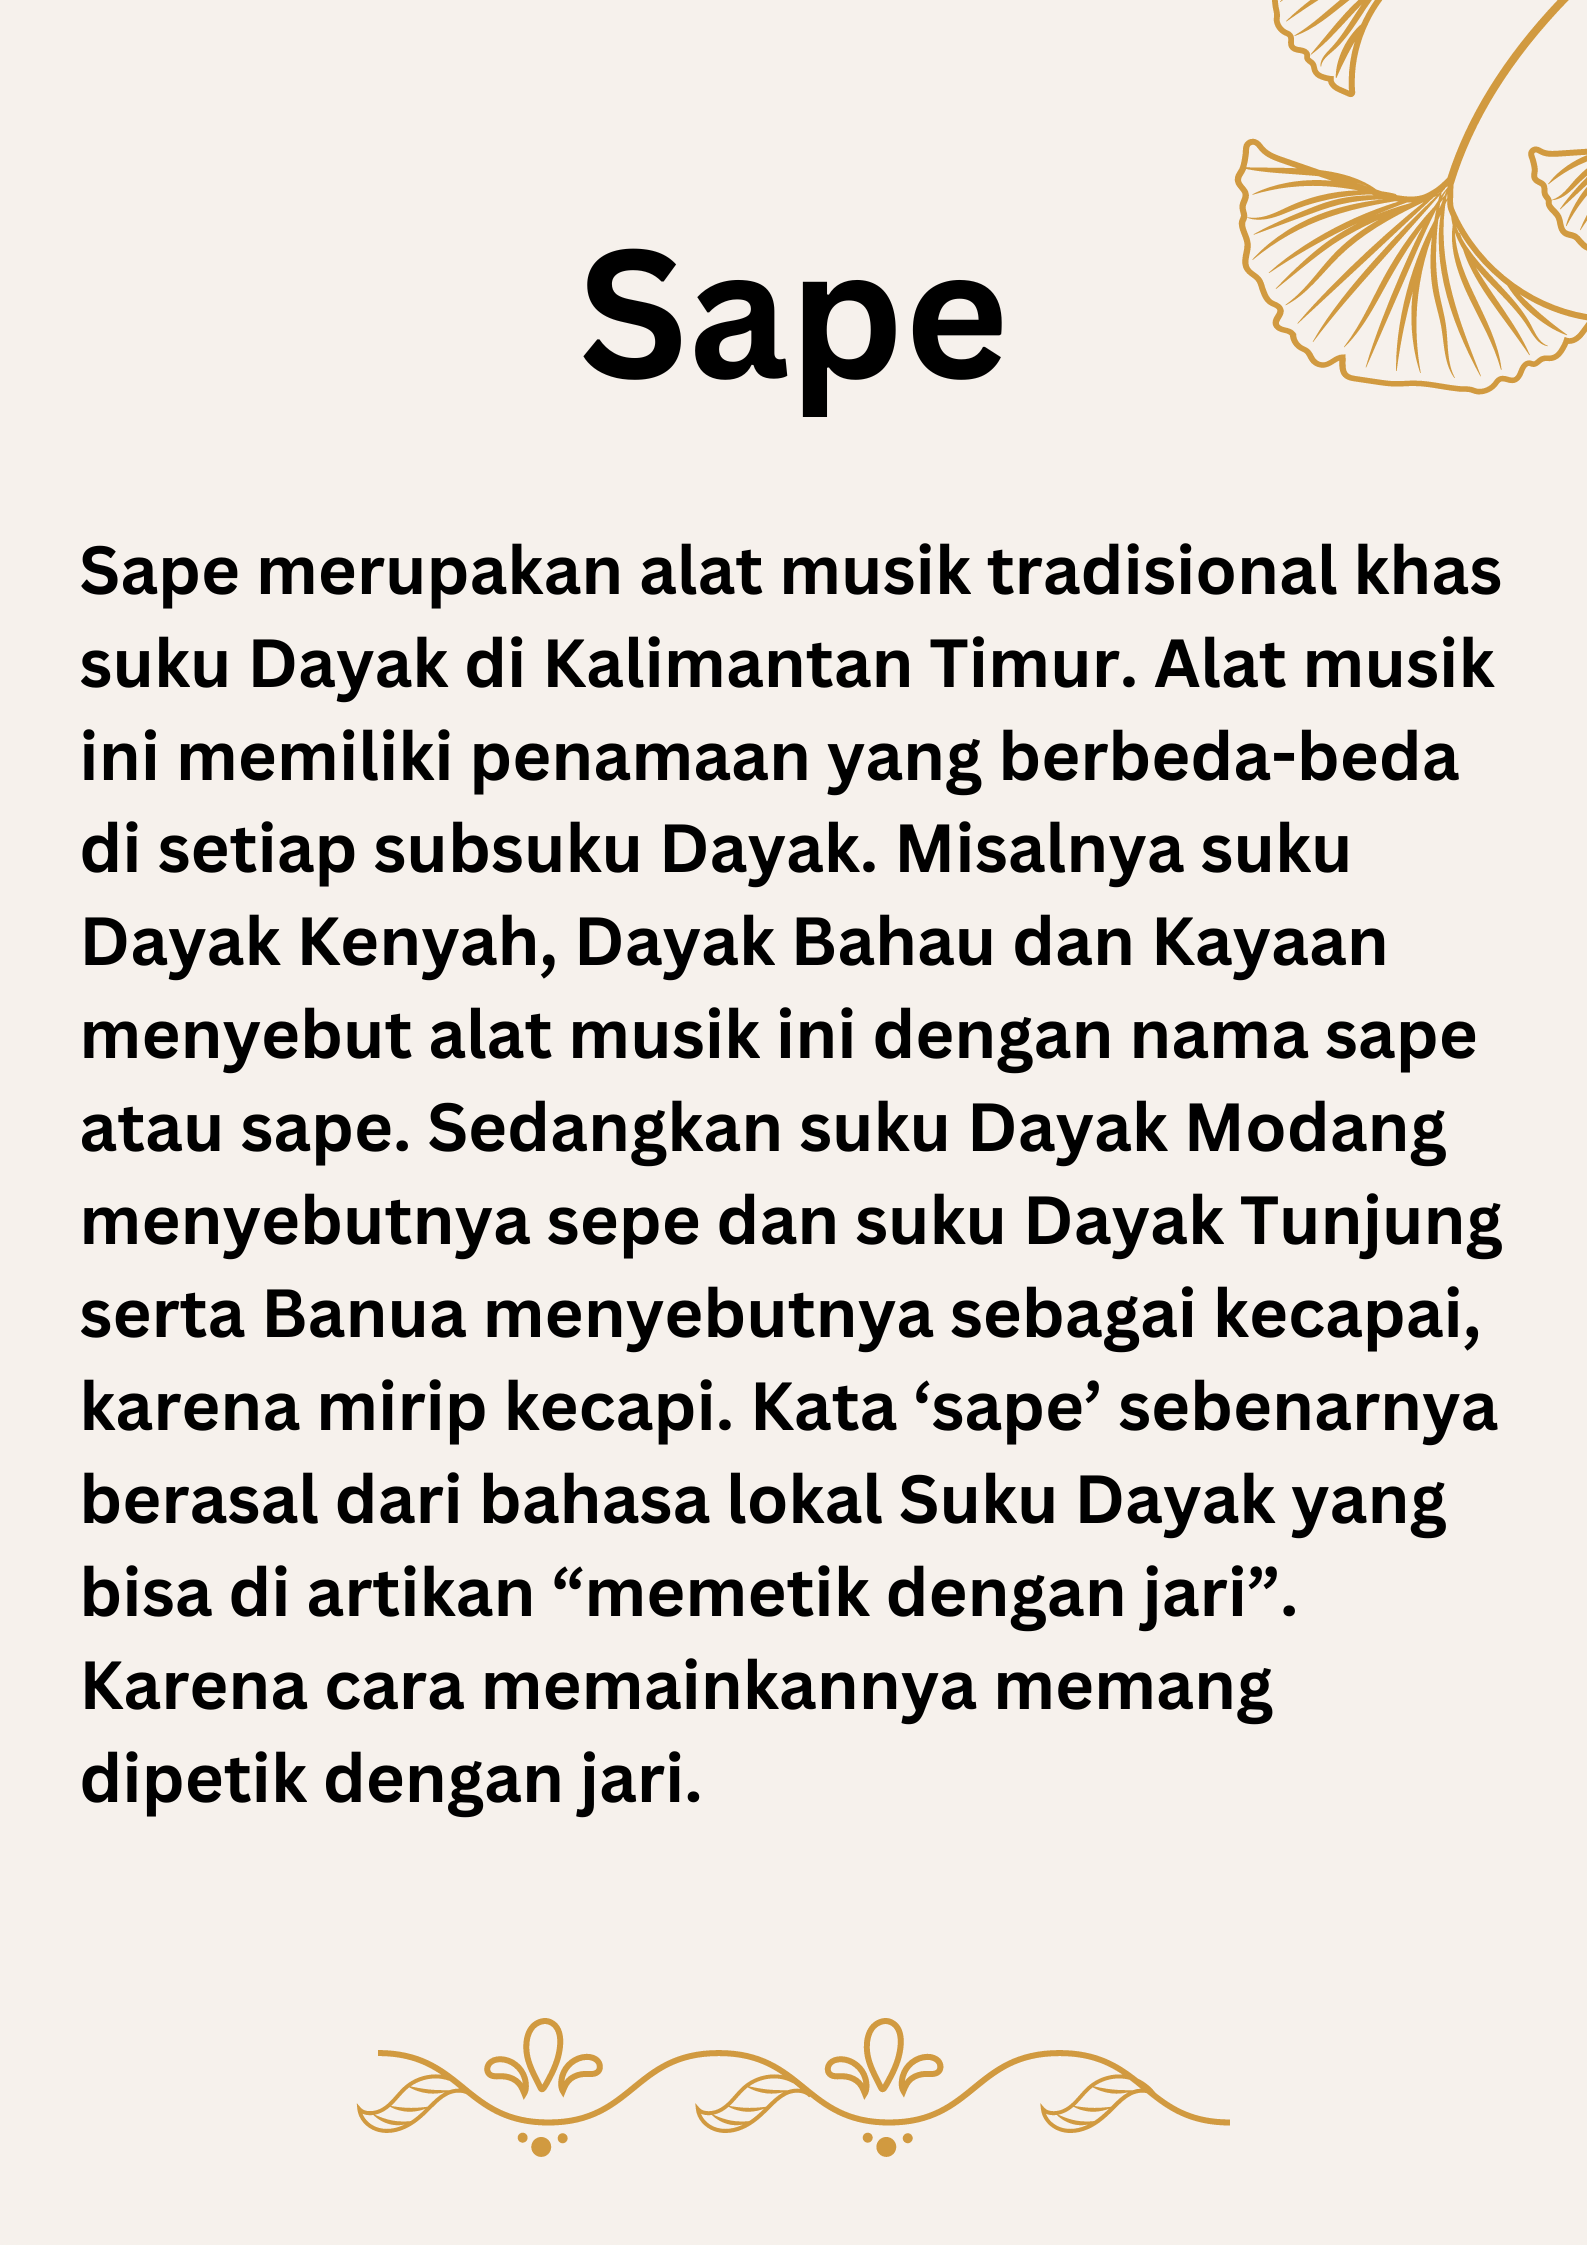 Sape
Sape merupakan alat musik tradisional khas
suku Dayak di Kalimantan Timur. Alat musik
ini memiliki penamaan yang berbeda-beda
di setiap subsuku Dayak. Misalnya suku
Dayak Kenyah, Dayak Bahau dan Kayaan
menyebut alat musik ini dengan nama sape
atau sape. Sedangkan suku Dayak Modang
menyebutnya sepe dan suku Dayak Tunjung
serta Banua menyebutnya sebagai kecapai,
karena mirip kecapi. Kata ‘sape’ sebenarnya
berasal dari bahasa lokal Suku Dayak yang
bisa di artikan “memetik dengan jari”.
Karena cara memainkannya memang
dipetik dengan jari.